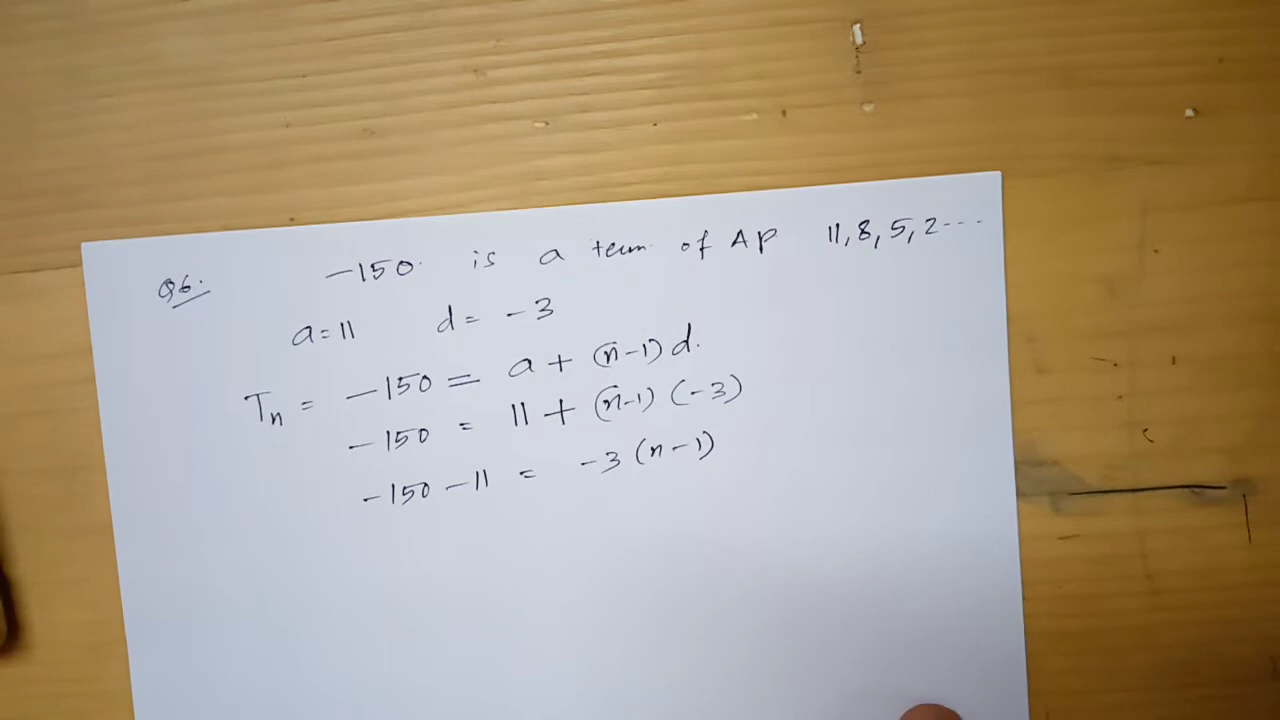 Q6. -150 is a term of AP 11, 8, 5, 2 ---
a = 11 d = -3
Tn = -150 = a + (n-1) d.
-150 = 11 + (n-1) (-3)
-150 - 11 = -3 (n-1)